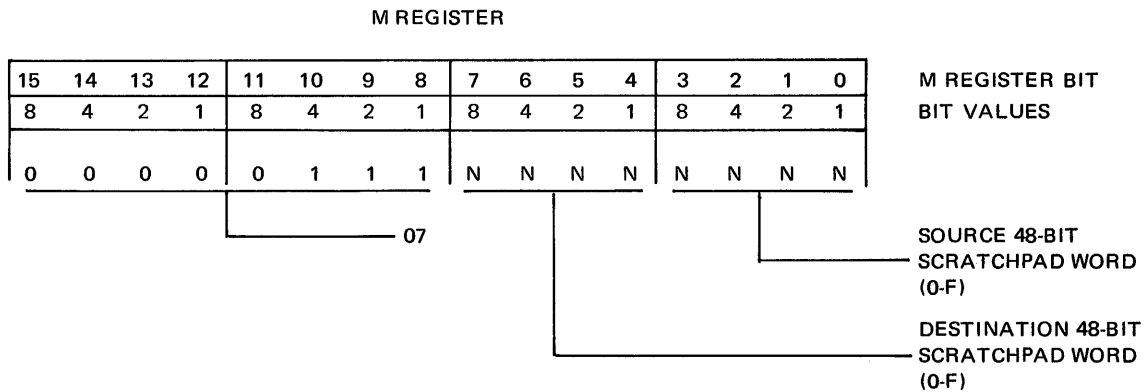 M REGISTER
15 14 13 12 11 10 9 8 7 6 5 4 3 2 1 0 M REGISTER BIT
8 4 2 1 8 4 2 1 8 4 2 1 8 4 2 1 BIT VALUES
0 0 0 0 0 1 1 1 N N N N N N N N
07
SOURCE 48-BIT
SCRATCHPAD WORD
(0-F)
DESTINATION 48-BIT
SCRATCHPAD WORD
(0-F)